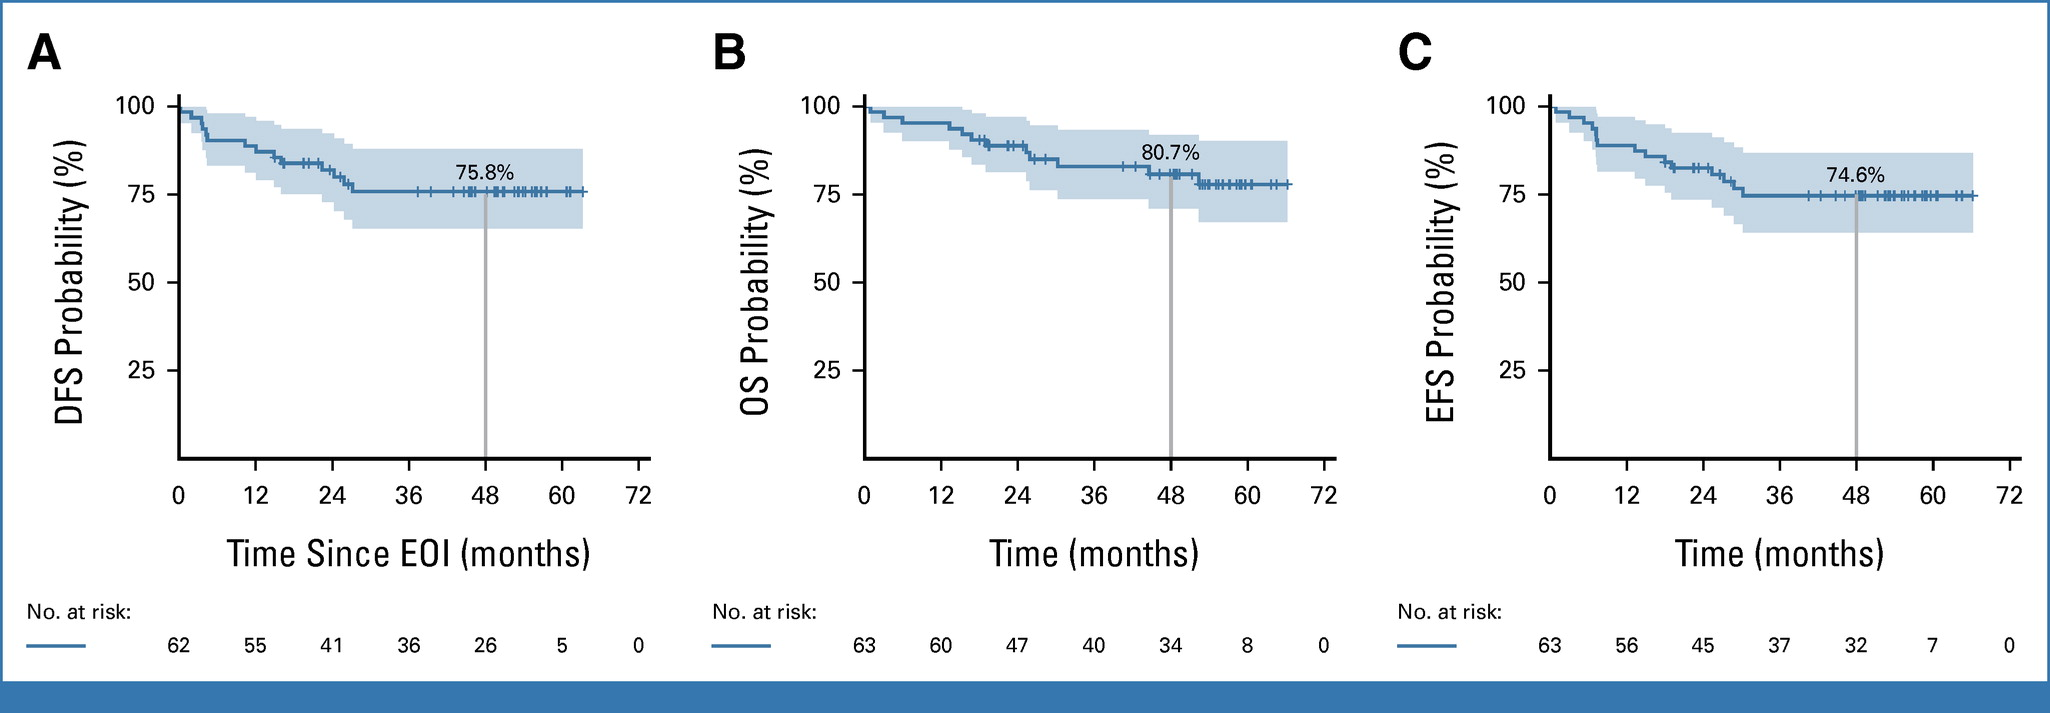 A
DFS Probability (%)
100
75
50
25
75.8%
0 12 24 36 48 60 72
Time Since EOI (months)
No. at risk:
62 55 41 36 26 5 0
B
OS Probability (%)
100
75
50
25
80.7%
0 12 24 36 48 60 72
Time (months)
No. at risk:
63 60 47 40 34 8 0
C
EFS Probability (%)
100
75
50
25
74.6%
0 12 24 36 48 60 72
Time (months)
No. at risk:
63 56 45 37 32 7 0